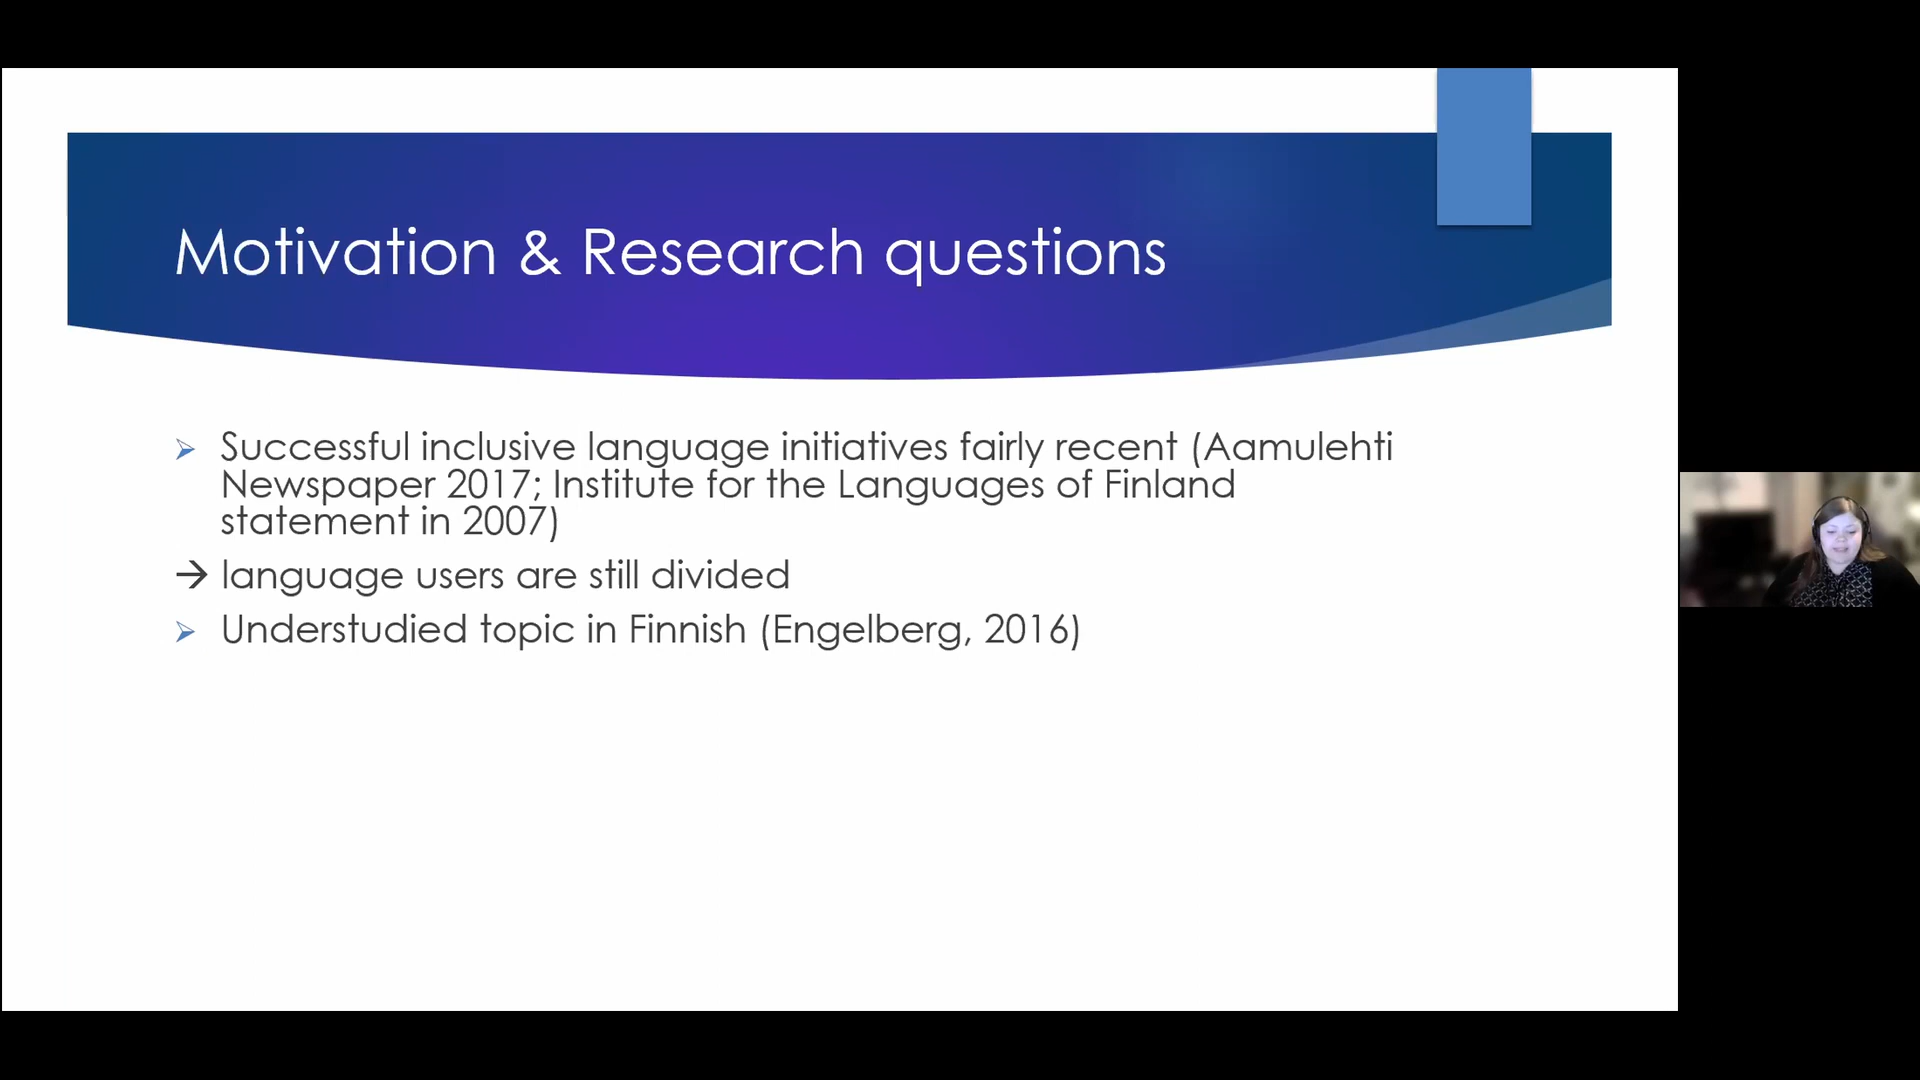 Motivation & Research questions
➢ Successful inclusive language initiatives fairly recent (Aamulehti
Newspaper 2017; Institute for the Languages of Finland
statement in 2007)
→ language users are still divided
➢ Understudied topic in Finnish (Engelberg, 2016)